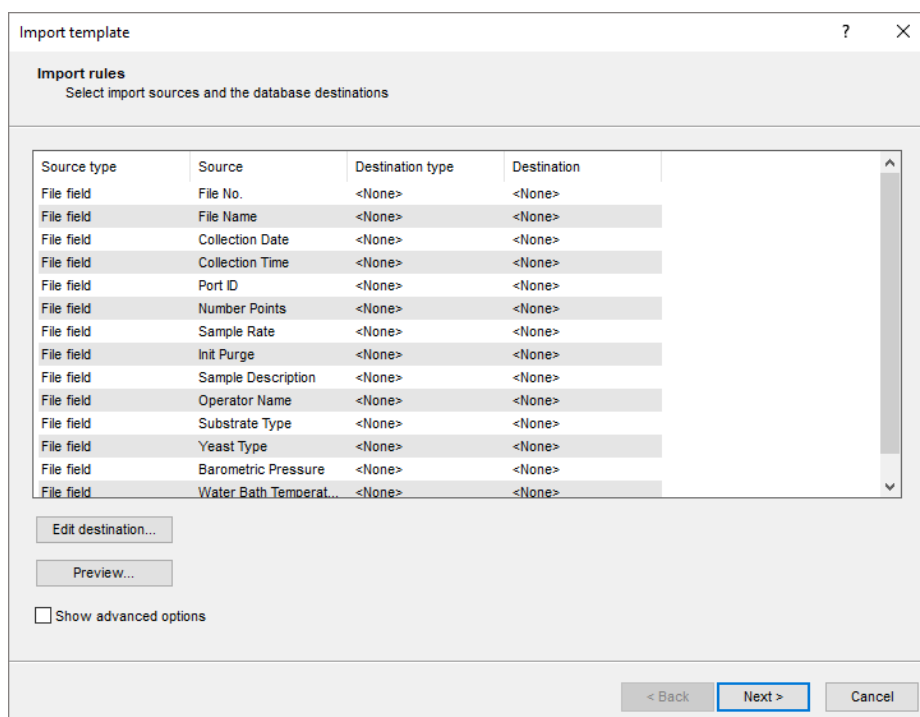 Import template
Import rules
Select import sources and the database destinations
Source type Source Destination type Destination
File field File No. <None> <None>
File field File Name <None> <None>
File field Collection Date <None> <None>
File field Collection Time <None> <None>
File field Port ID <None> <None>
File field Number Points <None> <None>
File field Sample Rate <None> <None>
File field Init Purge <None> <None>
File field Sample Description <None> <None>
File field Operator Name <None> <None>
File field Substrate Type <None> <None>
File field Yeast Type <None> <None>
File field Barometric Pressure <None> <None>
File field Water Bath Temperat... <None> <None>
Edit destination...
Preview...
Show advanced options
< Back Next > Cancel